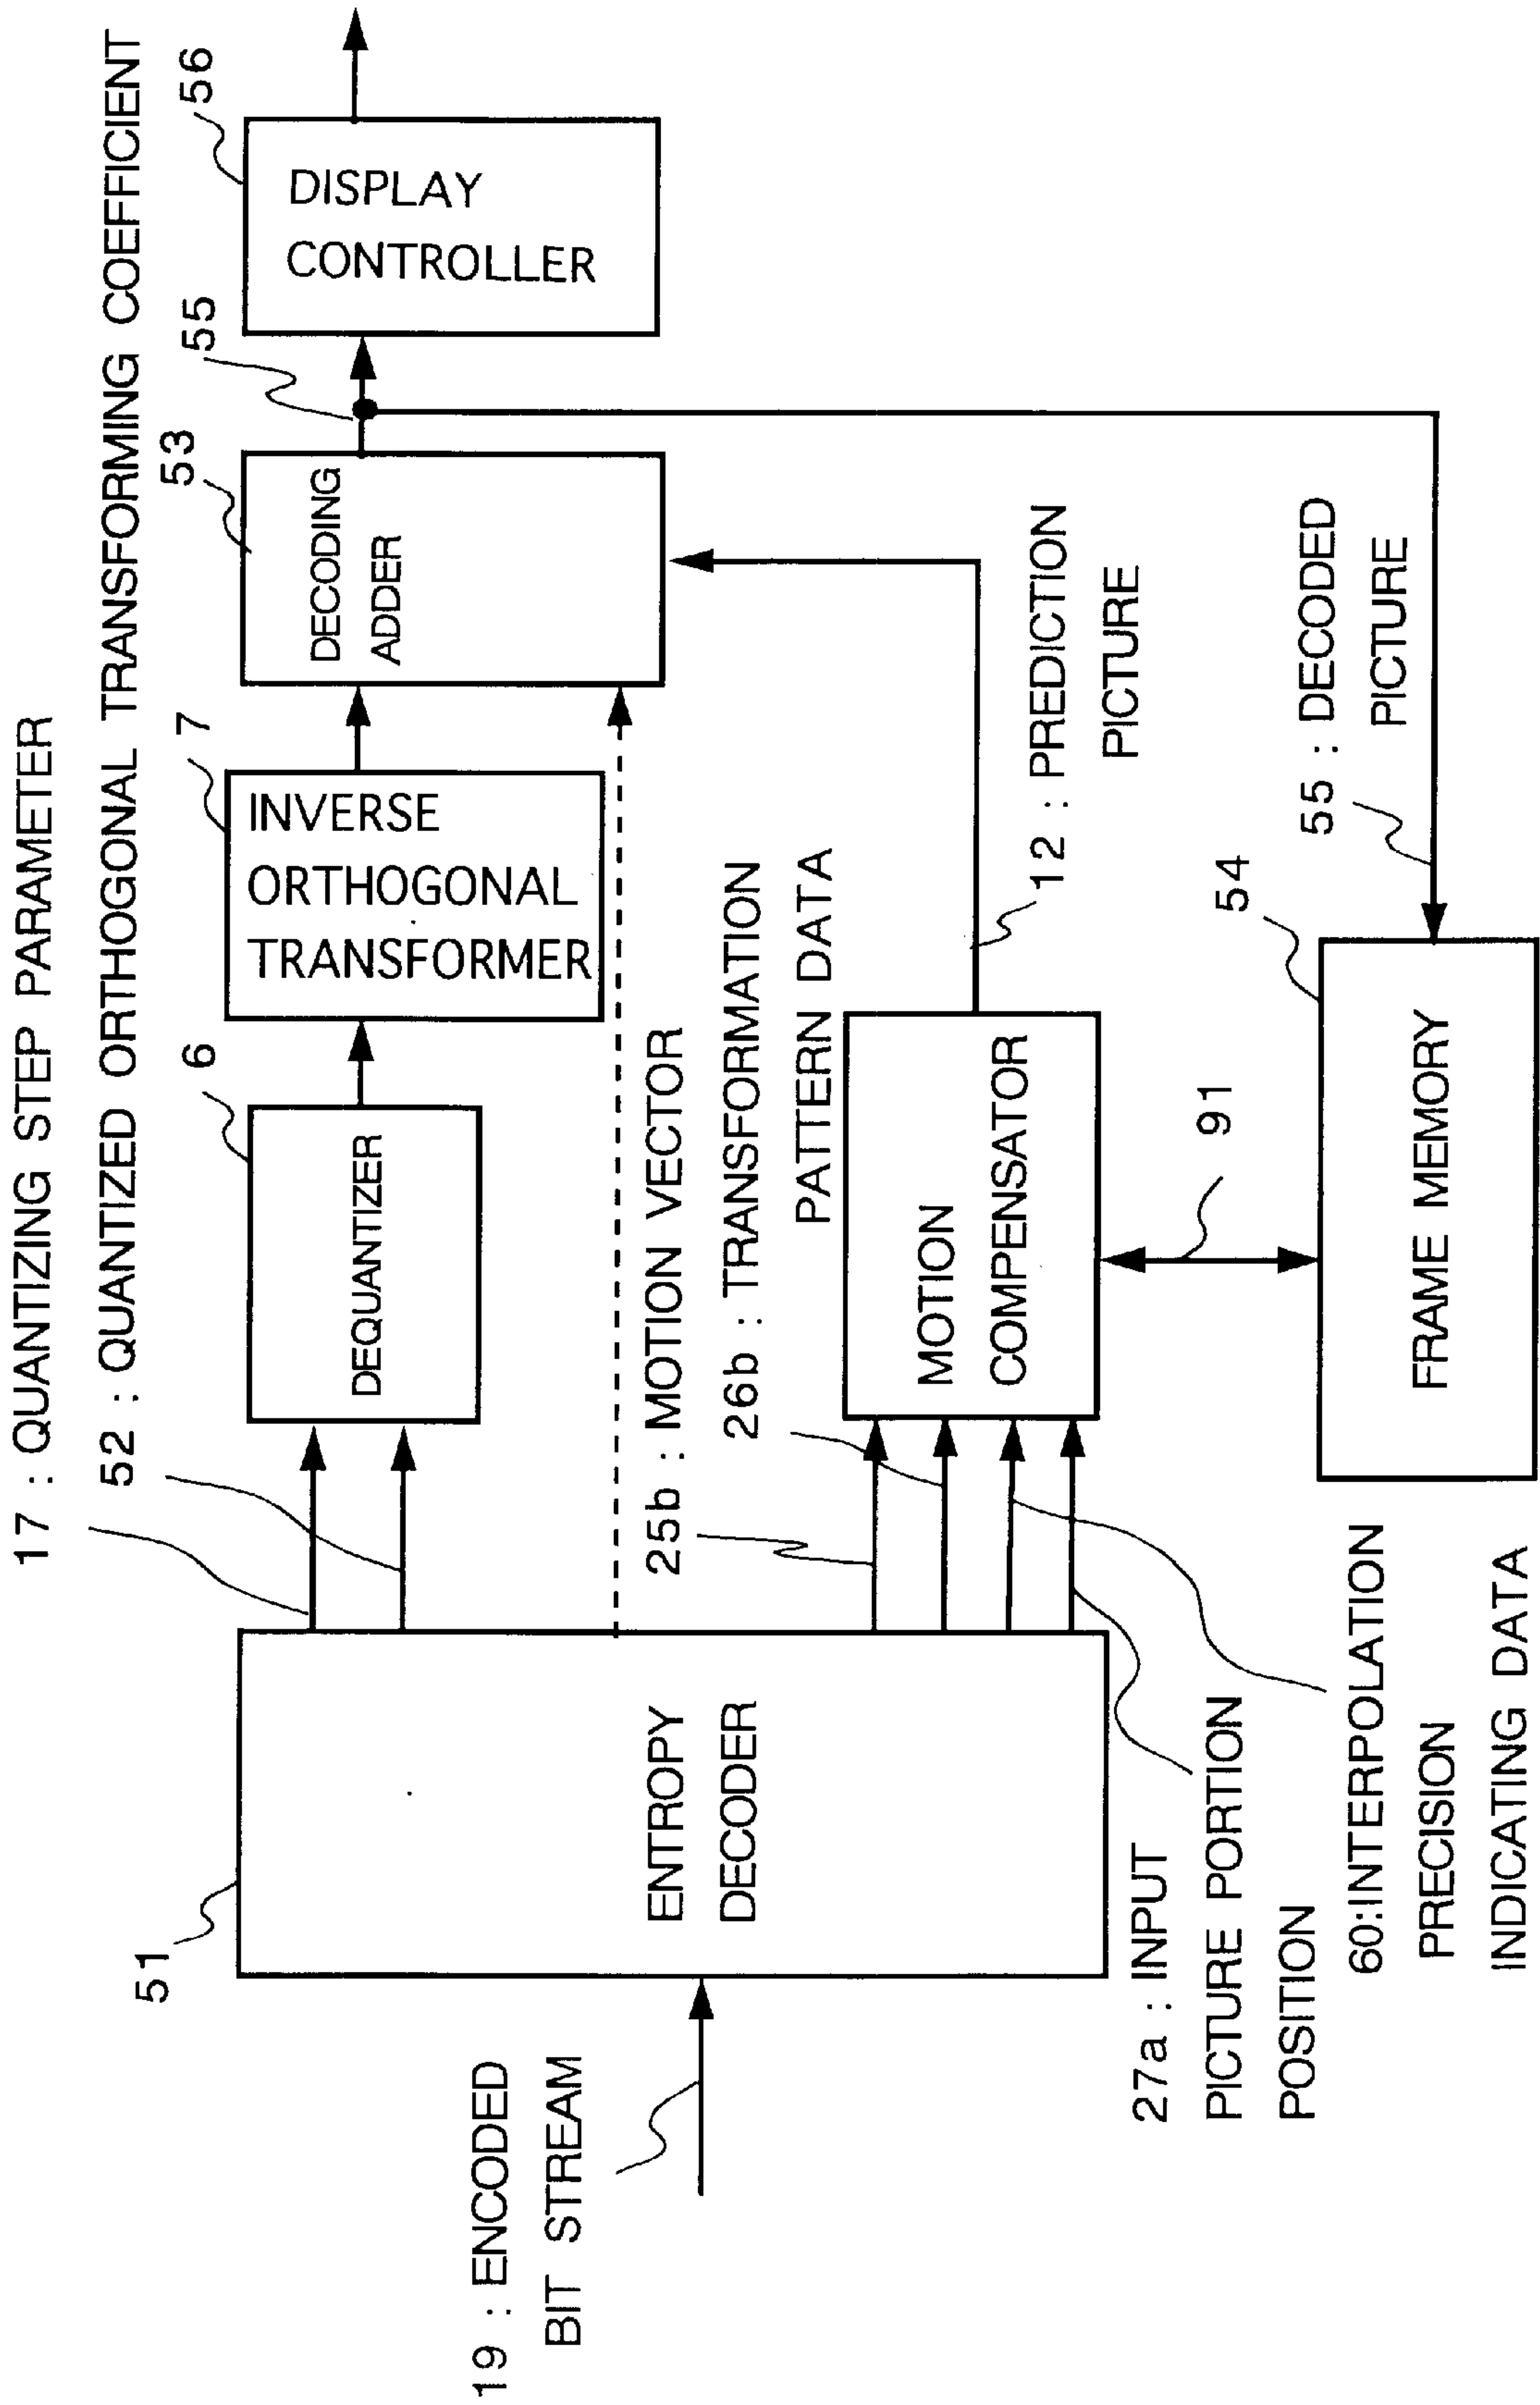 17 : QUANTIZING STEP PARAMETER
52 : QUANTIZED ORTHOGONAL TRANSFORMING COEFFICIENT
51
6
7
53
55
56
ENTROPY
DECODER
DEQUANTIZER
INVERSE
ORTHOGONAL
TRANSFORMER
DECODING
ADDER
DISPLAY
CONTROLLER
19 : ENCODED
BIT STREAM
25b : MOTION VECTOR
26b : TRANSFORMATION
PATTERN DATA
MOTION
COMPENSATOR
12 : PREDICTION
PICTURE
27a : INPUT
PICTURE PORTION
POSITION
60:INTERPOLATION
PRECISION
INDICATING DATA
91
54
FRAME MEMORY
55 : DECODED
PICTURE